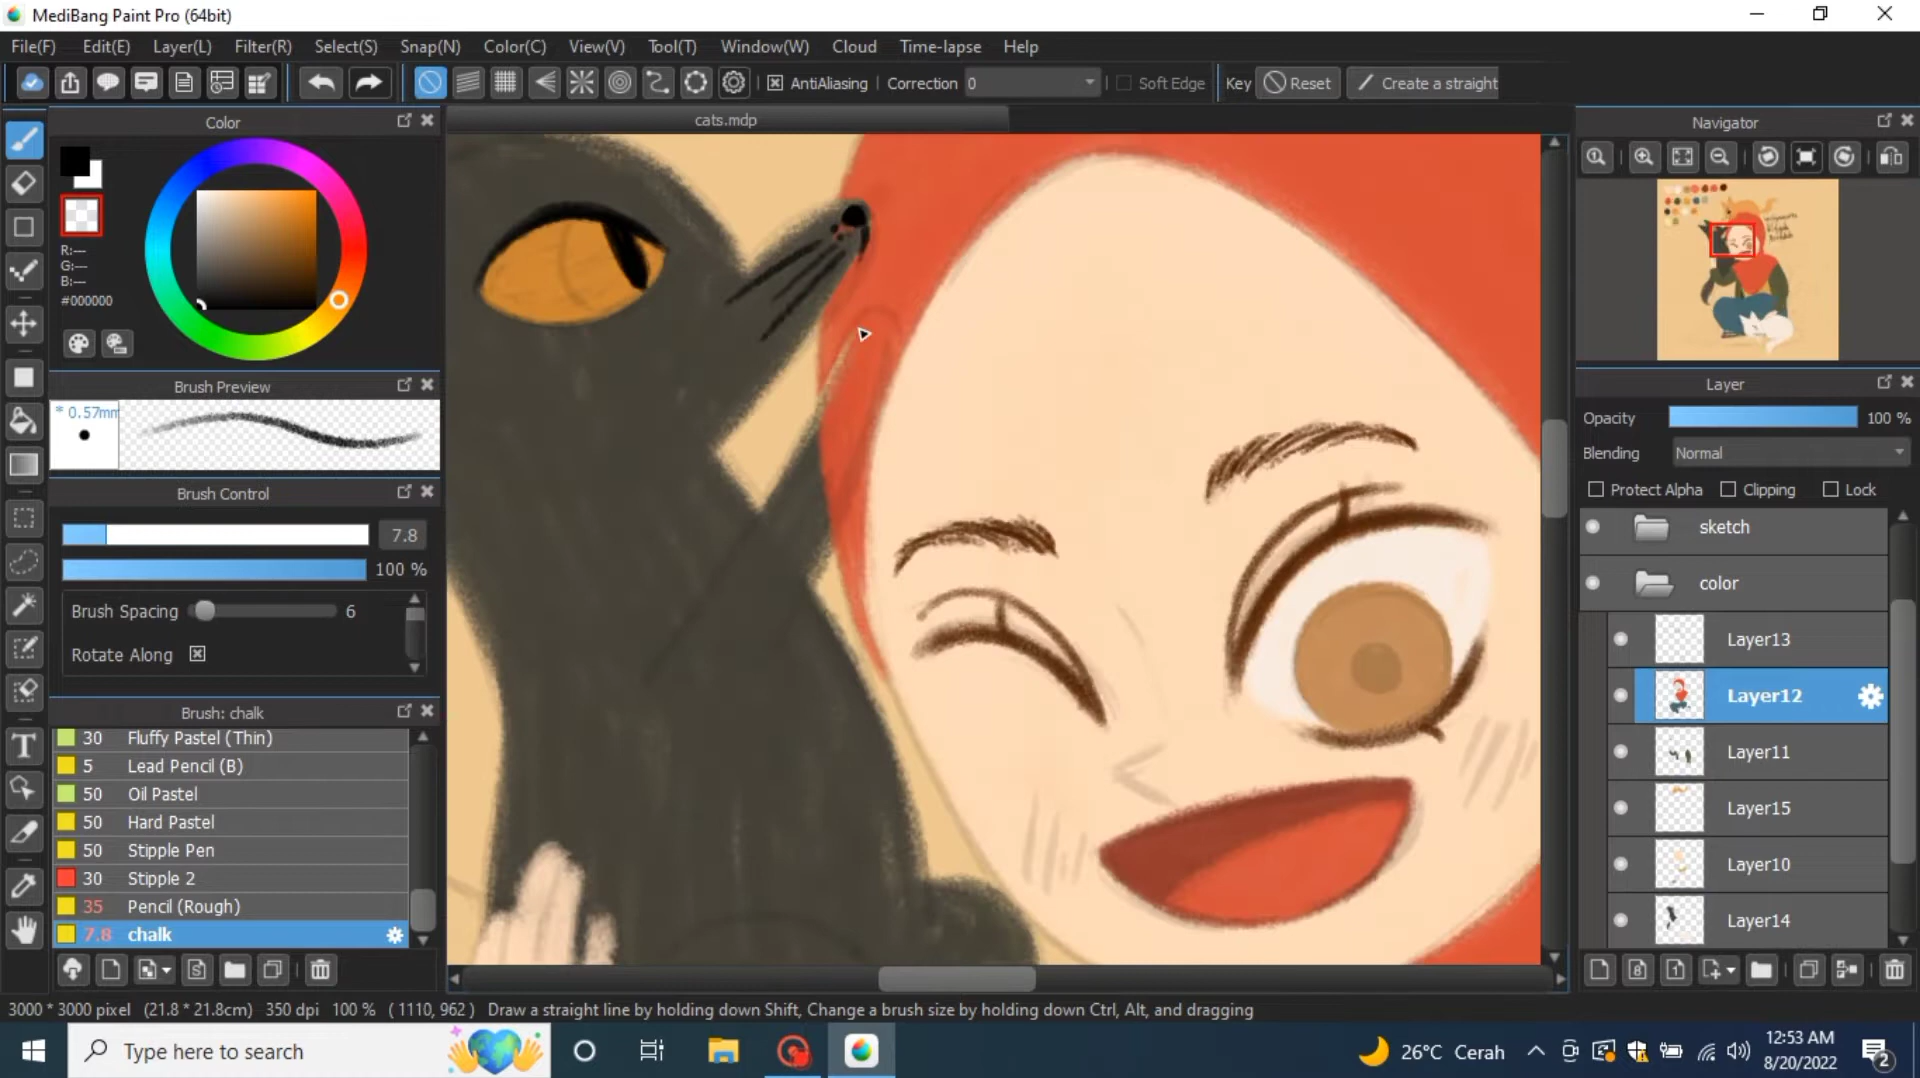 MediBang Paint Pro (64bit)
File(F) Edit(E) Layer(L) Filter(R) Select(S) Snap(N) Color(C) View(V) Tool(T) Window(W) Cloud Time-lapse Help
AntiAliasing Correction 0 Soft Edge Key Reset Create a straight
Color
cats.mdp
Navigator
R:---
G:---
B:---
#000000
Brush Preview
* 0.57mm
Layer
Opacity 100 %
Blending Normal
Protect Alpha Clipping Lock
Brush Control
7.8
100 %
Brush Spacing 6
Rotate Along
sketch
color
Layer13
Layer12
Layer11
Layer15
Layer10
Layer14
Brush: chalk
30 Fluffy Pastel (Thin)
5 Lead Pencil (B)
50 Oil Pastel
50 Hard Pastel
50 Stipple Pen
30 Stipple 2
35 Pencil (Rough)
7.8 chalk
3000 * 3000 pixel (21.8 * 21.8cm) 350 dpi 100 % ( 1110, 962 ) Draw a straight line by holding down Shift, Change a brush size by holding down Ctrl, Alt, and dragging
Type here to search
26°C Cerah
12:53 AM
8/20/2022
2